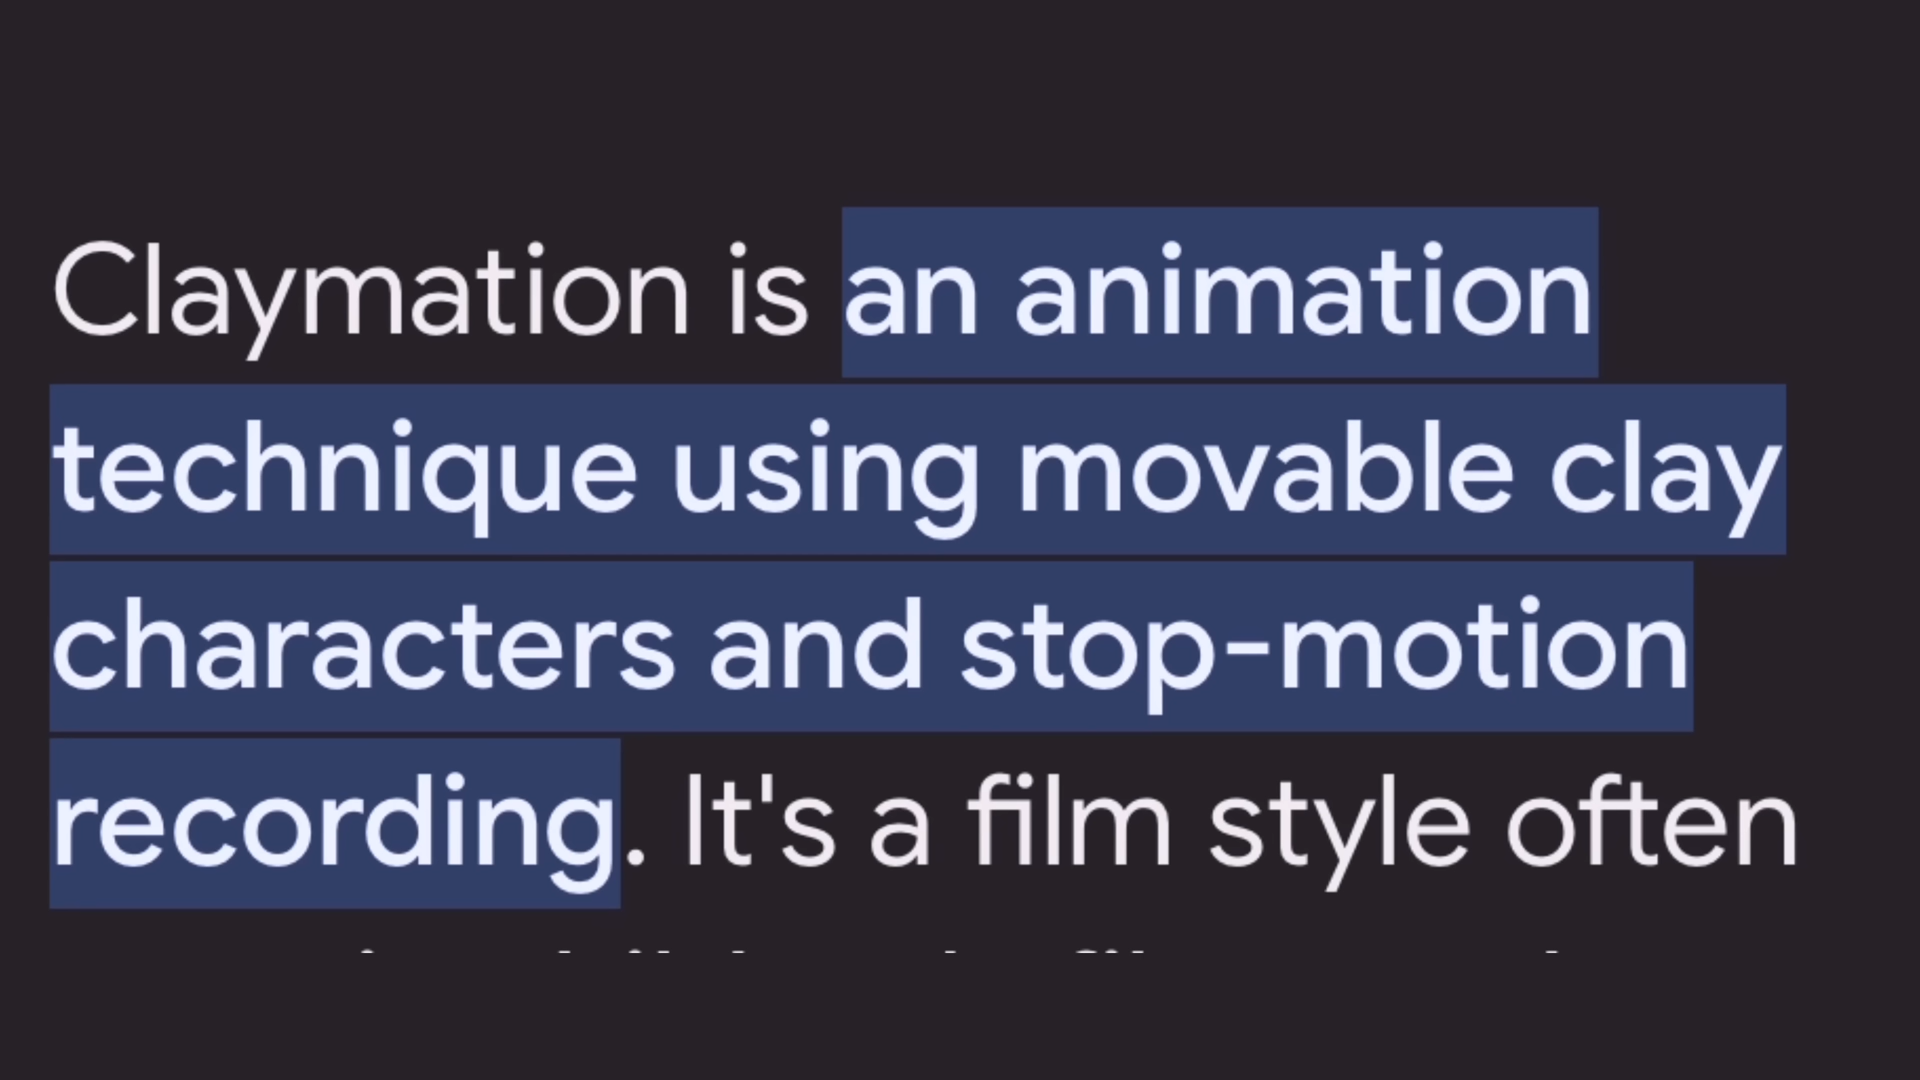 Claymation is an animation
technique using movable clay
characters and stop-motion
recording. It's a film style often